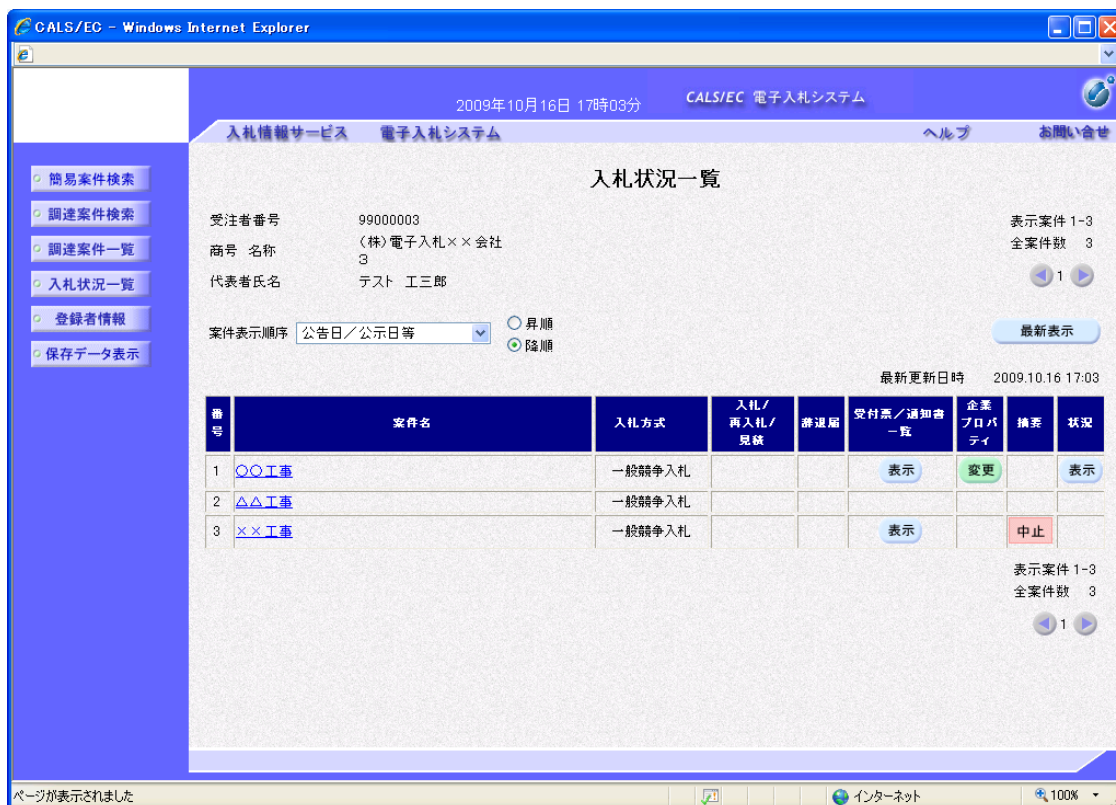 CALS/EC - Windows Internet Explorer
2009年10月16日 17時03分
CALS/EC 電子入札システム
入札情報サービス 電子入札システム ヘルプ お問い合せ
簡易案件検索
調達案件検索
調達案件一覧
入札状況一覧
登録者情報
保存データ表示
入札状況一覧
受注者番号 99000003
商号 名称 (株)電子入札××会社
3
代表者氏名 テスト 工三郎
表示案件 1-3
全案件数 3
1
案件表示順序 公告日/公示日等
昇順
降順
最新表示
最新更新日時 2009.10.16 17:03
番号 案件名 入札方式 入札/再入札/見積 辞退届 受付票/通知書一覧 企業プロパティ 摘要 状況
1 ○○工事 一般競争入札 表示 変更 表示
2 △△工事 一般競争入札
3 ××工事 一般競争入札 表示 中止
表示案件 1-3
全案件数 3
1
ページが表示されました インターネット 100%